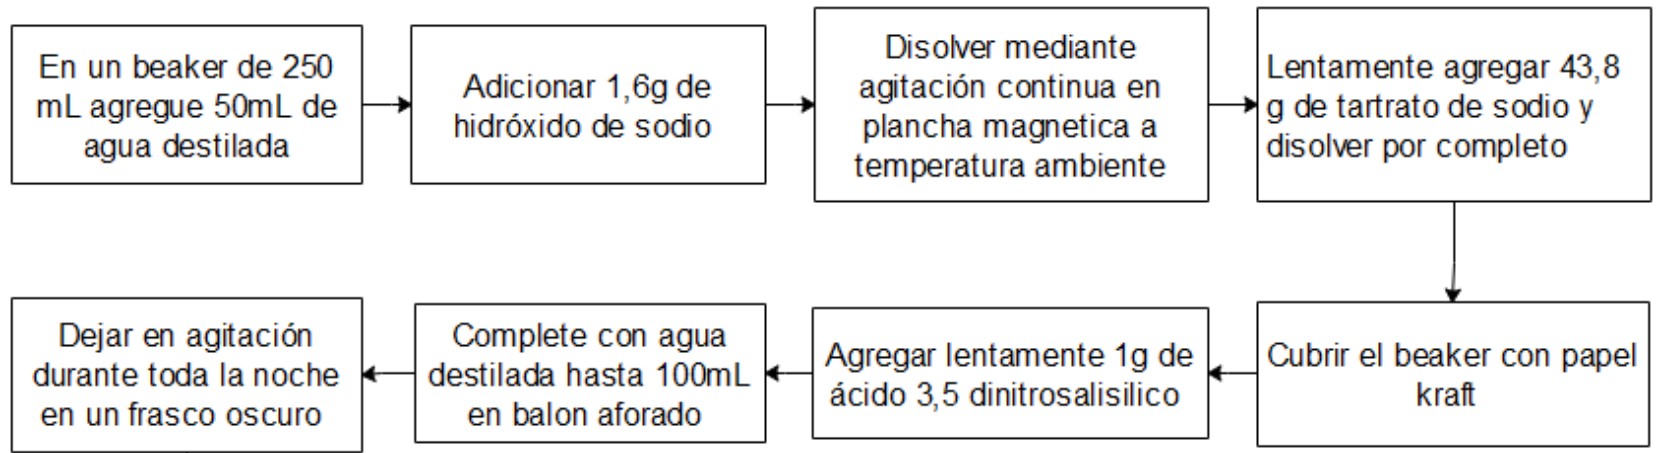 En un beaker de 250
mL agregue 50mL de
agua destilada
Adicionar 1,6g de
hidróxido de sodio
Disolver mediante
agitación continua en
plancha magnetica a
temperatura ambiente
Lentamente agregar 43,8
g de tartrato de sodio y
disolver por completo
Cubrir el beaker con papel
kraft
Agregar lentamente 1g de
ácido 3,5 dinitrosalisilico
Complete con agua
destilada hasta 100mL
en balon aforado
Dejar en agitación
durante toda la noche
en un frasco oscuro